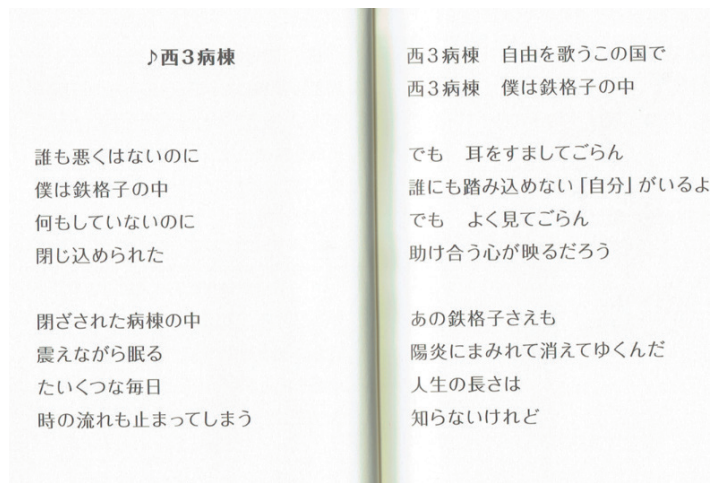 ♪西3病棟
誰も悪くはないのに
僕は鉄格子の中
何もしていないのに
閉じ込められた
閉ざされた病棟の中
震えながら眠る
たいくつな毎日
時の流れも止まってしまう
西3病棟　自由を歌うこの国で
西3病棟　僕は鉄格子の中
でも　耳をすましてごらん
誰にも踏み込めない「自分」がいるよ
でも　よく見てごらん
助け合う心が映るだろう
あの鉄格子さえも
陽炎にまみれて消えてゆくんだ
人生の長さは
知らないけれど